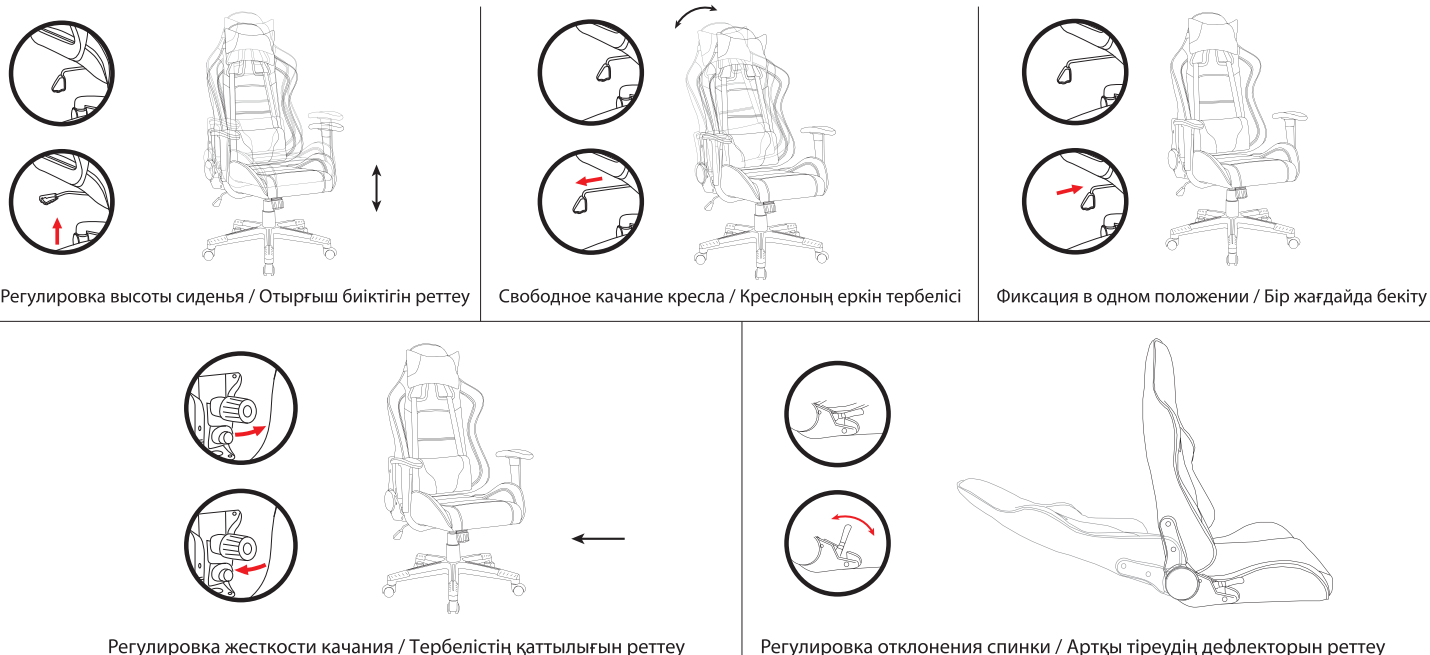 Регулировка высоты сиденья / Отырғыш биіктігін реттеу
Свободное качание кресла / Креслоның еркін тербелісі
Фиксация в одном положении / Бір жағдайда бекіту
Регулировка жесткости качания / Тербелістің қаттылығын реттеу
Регулировка отклонения спинки / Артқы тіреудің дефлекторын реттеу